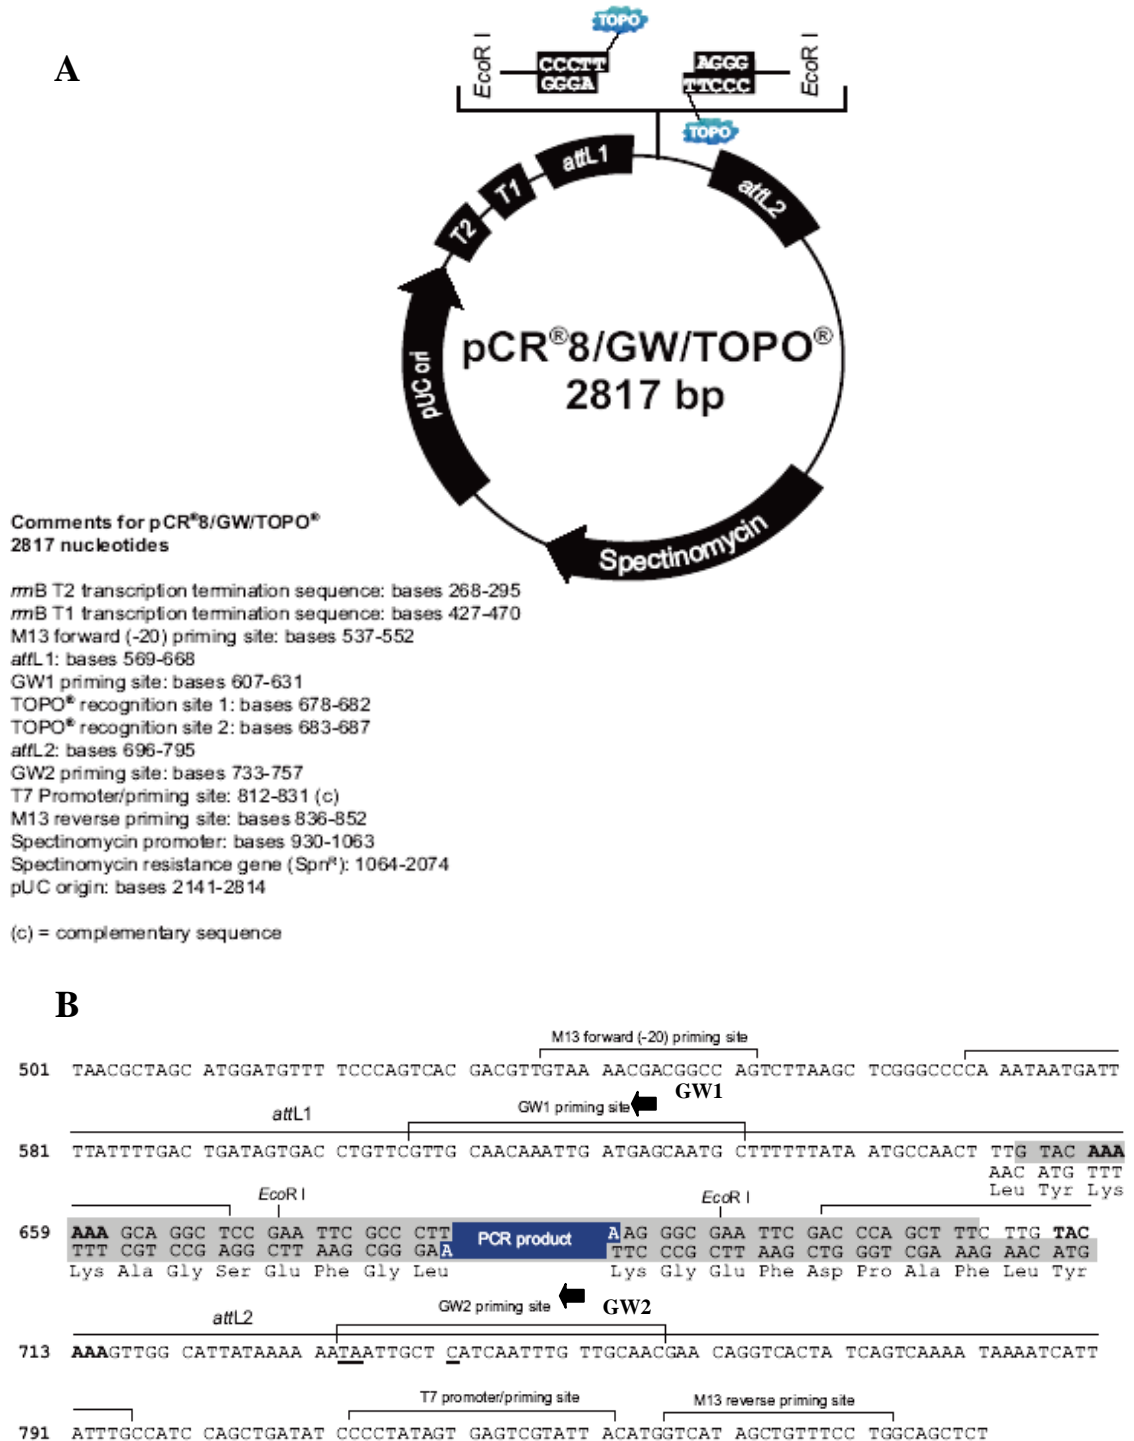 A
TOPO
EcoR I
CCCTT
GGGA
AGGG
TTCCC
EcoR I
TOPO
attL1
attL2
T1
T2
pUC ori
pCR®8/GW/TOPO®
2817 bp
Spectinomycin
Comments for pCR®8/GW/TOPO®
2817 nucleotides
rrnB T2 transcription termination sequence: bases 268-295
rrnB T1 transcription termination sequence: bases 427-470
M13 forward (-20) priming site: bases 537-552
attL1: bases 569-668
GW1 priming site: bases 607-631
TOPO® recognition site 1: bases 678-682
TOPO® recognition site 2: bases 683-687
attL2: bases 696-795
GW2 priming site: bases 733-757
T7 Promoter/priming site: 812-831 (c)
M13 reverse priming site: bases 836-852
Spectinomycin promoter: bases 930-1063
Spectinomycin resistance gene (SpnR): 1064-2074
pUC origin: bases 2141-2814
(c) = complementary sequence
B
M13 forward (-20) priming site
501 TAACGCTAGC ATGGATGTTT TCCCAGTCAC GACGTTGTAA AACGACGGCC AGTCTTAAGC TCGGGCCCCA AATAATGATT
attL1 GW1 priming site GW1
581 TTATTTTGAC TGATAGTGAC CTGTTCGTTG CAACAAATTG ATGAGCAATG CTTTTTTATA ATGCCAACT TTG TAC AAA
AAC ATG TTT
Leu Tyr Lys
EcoR I EcoR I
659 AAA GCA GGC TCC GAA TTC GCC CTT PCR product A AG GGC GAA TTC GAC CCA GCT TTC TTG TAC
TTT CGT CCG AGG CTT AAG CGG GAA TTC CCG CTT AAG CTG GGT CGA AAG AAC ATG
Lys Ala Gly Ser Glu Phe Gly Leu Lys Gly Glu Phe Asp Pro Ala Phe Leu Tyr
attL2 GW2 priming site GW2
713 AAAGTTGG CATTATAAAA AATAATTGCT CATCAATTTG TTGCAACGAA CAGGTCACTA TCAGTCAAAA TAAAATCATT
T7 promoter/priming site M13 reverse priming site
791 ATTTGCCATC CAGCTGATAT CCCCTATAGT GAGTCGTATT ACATGGTCAT AGCTGTTTCC TGGCAGCTCT